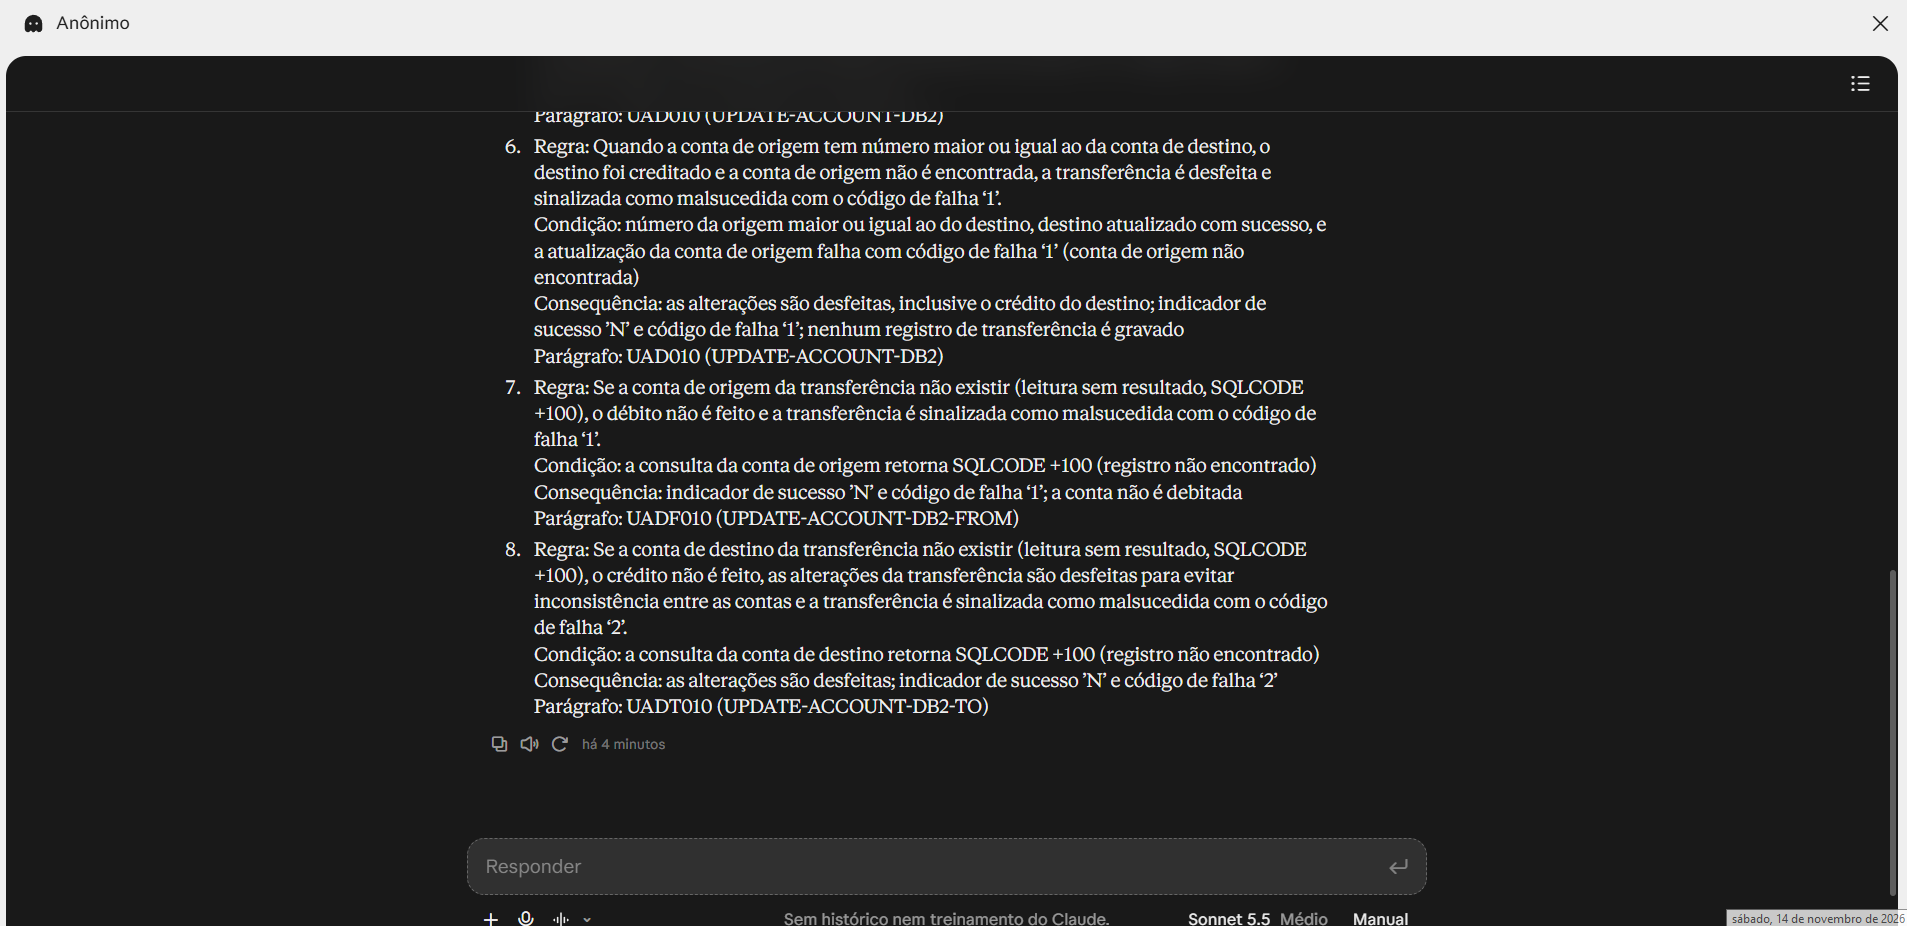 Anônimo
Parágrafo: UAD010 (UPDATE-ACCOUNT-DB2)
6. Regra: Quando a conta de origem tem número maior ou igual ao da conta de destino, o
destino foi creditado e a conta de origem não é encontrada, a transferência é desfeita e
sinalizada como malsucedida com o código de falha ‘1’.
Condição: número da origem maior ou igual ao do destino, destino atualizado com sucesso, e
a atualização da conta de origem falha com código de falha ‘1’ (conta de origem não
encontrada)
Consequência: as alterações são desfeitas, inclusive o crédito do destino; indicador de
sucesso ’N’ e código de falha ‘1’; nenhum registro de transferência é gravado
Parágrafo: UAD010 (UPDATE-ACCOUNT-DB2)
7. Regra: Se a conta de origem da transferência não existir (leitura sem resultado, SQLCODE
+100), o débito não é feito e a transferência é sinalizada como malsucedida com o código de
falha ‘1’.
Condição: a consulta da conta de origem retorna SQLCODE +100 (registro não encontrado)
Consequência: indicador de sucesso ’N’ e código de falha ‘1’; a conta não é debitada
Parágrafo: UADF010 (UPDATE-ACCOUNT-DB2-FROM)
8. Regra: Se a conta de destino da transferência não existir (leitura sem resultado, SQLCODE
+100), o crédito não é feito, as alterações da transferência são desfeitas para evitar
inconsistência entre as contas e a transferência é sinalizada como malsucedida com o código
de falha ‘2’.
Condição: a consulta da conta de destino retorna SQLCODE +100 (registro não encontrado)
Consequência: as alterações são desfeitas; indicador de sucesso ’N’ e código de falha ‘2’
Parágrafo: UADT010 (UPDATE-ACCOUNT-DB2-TO)
há 4 minutos
Responder
Sem histórico nem treinamento do Claude.
Sonnet 5.5 Médio
Manual
sábado, 14 de novembro de 2026